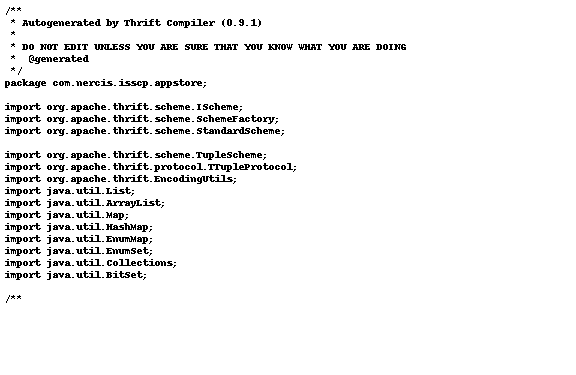 /**
 * Autogenerated by Thrift Compiler (0.9.1)
 *
 * DO NOT EDIT UNLESS YOU ARE SURE THAT YOU KNOW WHAT YOU ARE DOING
 *  @generated
 */
package com.nercis.isscp.appstore;

import org.apache.thrift.scheme.IScheme;
import org.apache.thrift.scheme.SchemeFactory;
import org.apache.thrift.scheme.StandardScheme;

import org.apache.thrift.scheme.TupleScheme;
import org.apache.thrift.protocol.TTupleProtocol;
import org.apache.thrift.EncodingUtils;
import java.util.List;
import java.util.ArrayList;
import java.util.Map;
import java.util.HashMap;
import java.util.EnumMap;
import java.util.EnumSet;
import java.util.Collections;
import java.util.BitSet;

/**